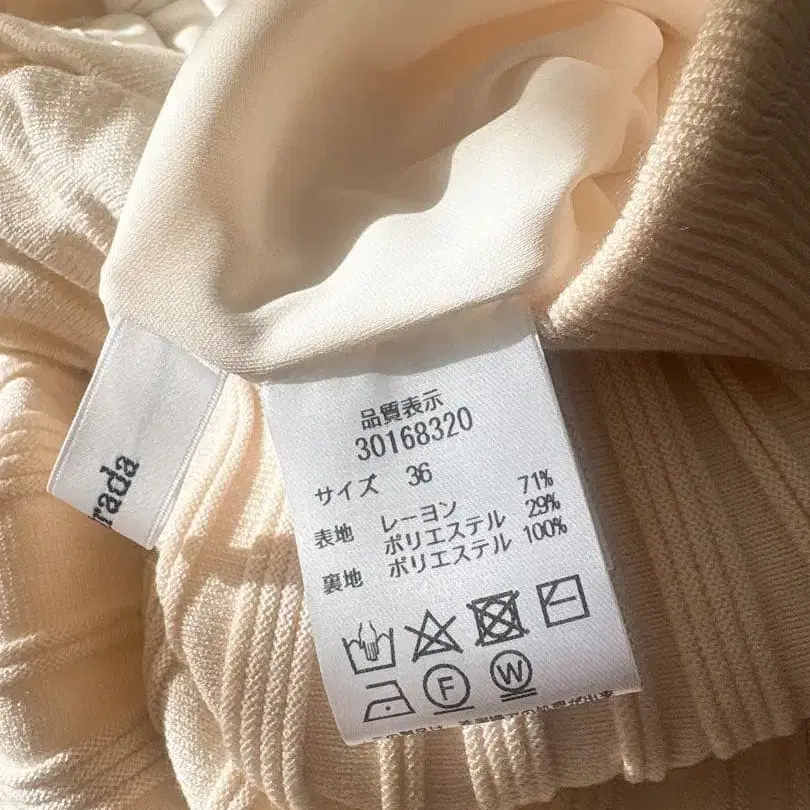 品質表示
30168320
サイズ 36
表地 レーヨン 71%
ポリエステル 29%
裏地 ポリエステル 100%
F
W
rada